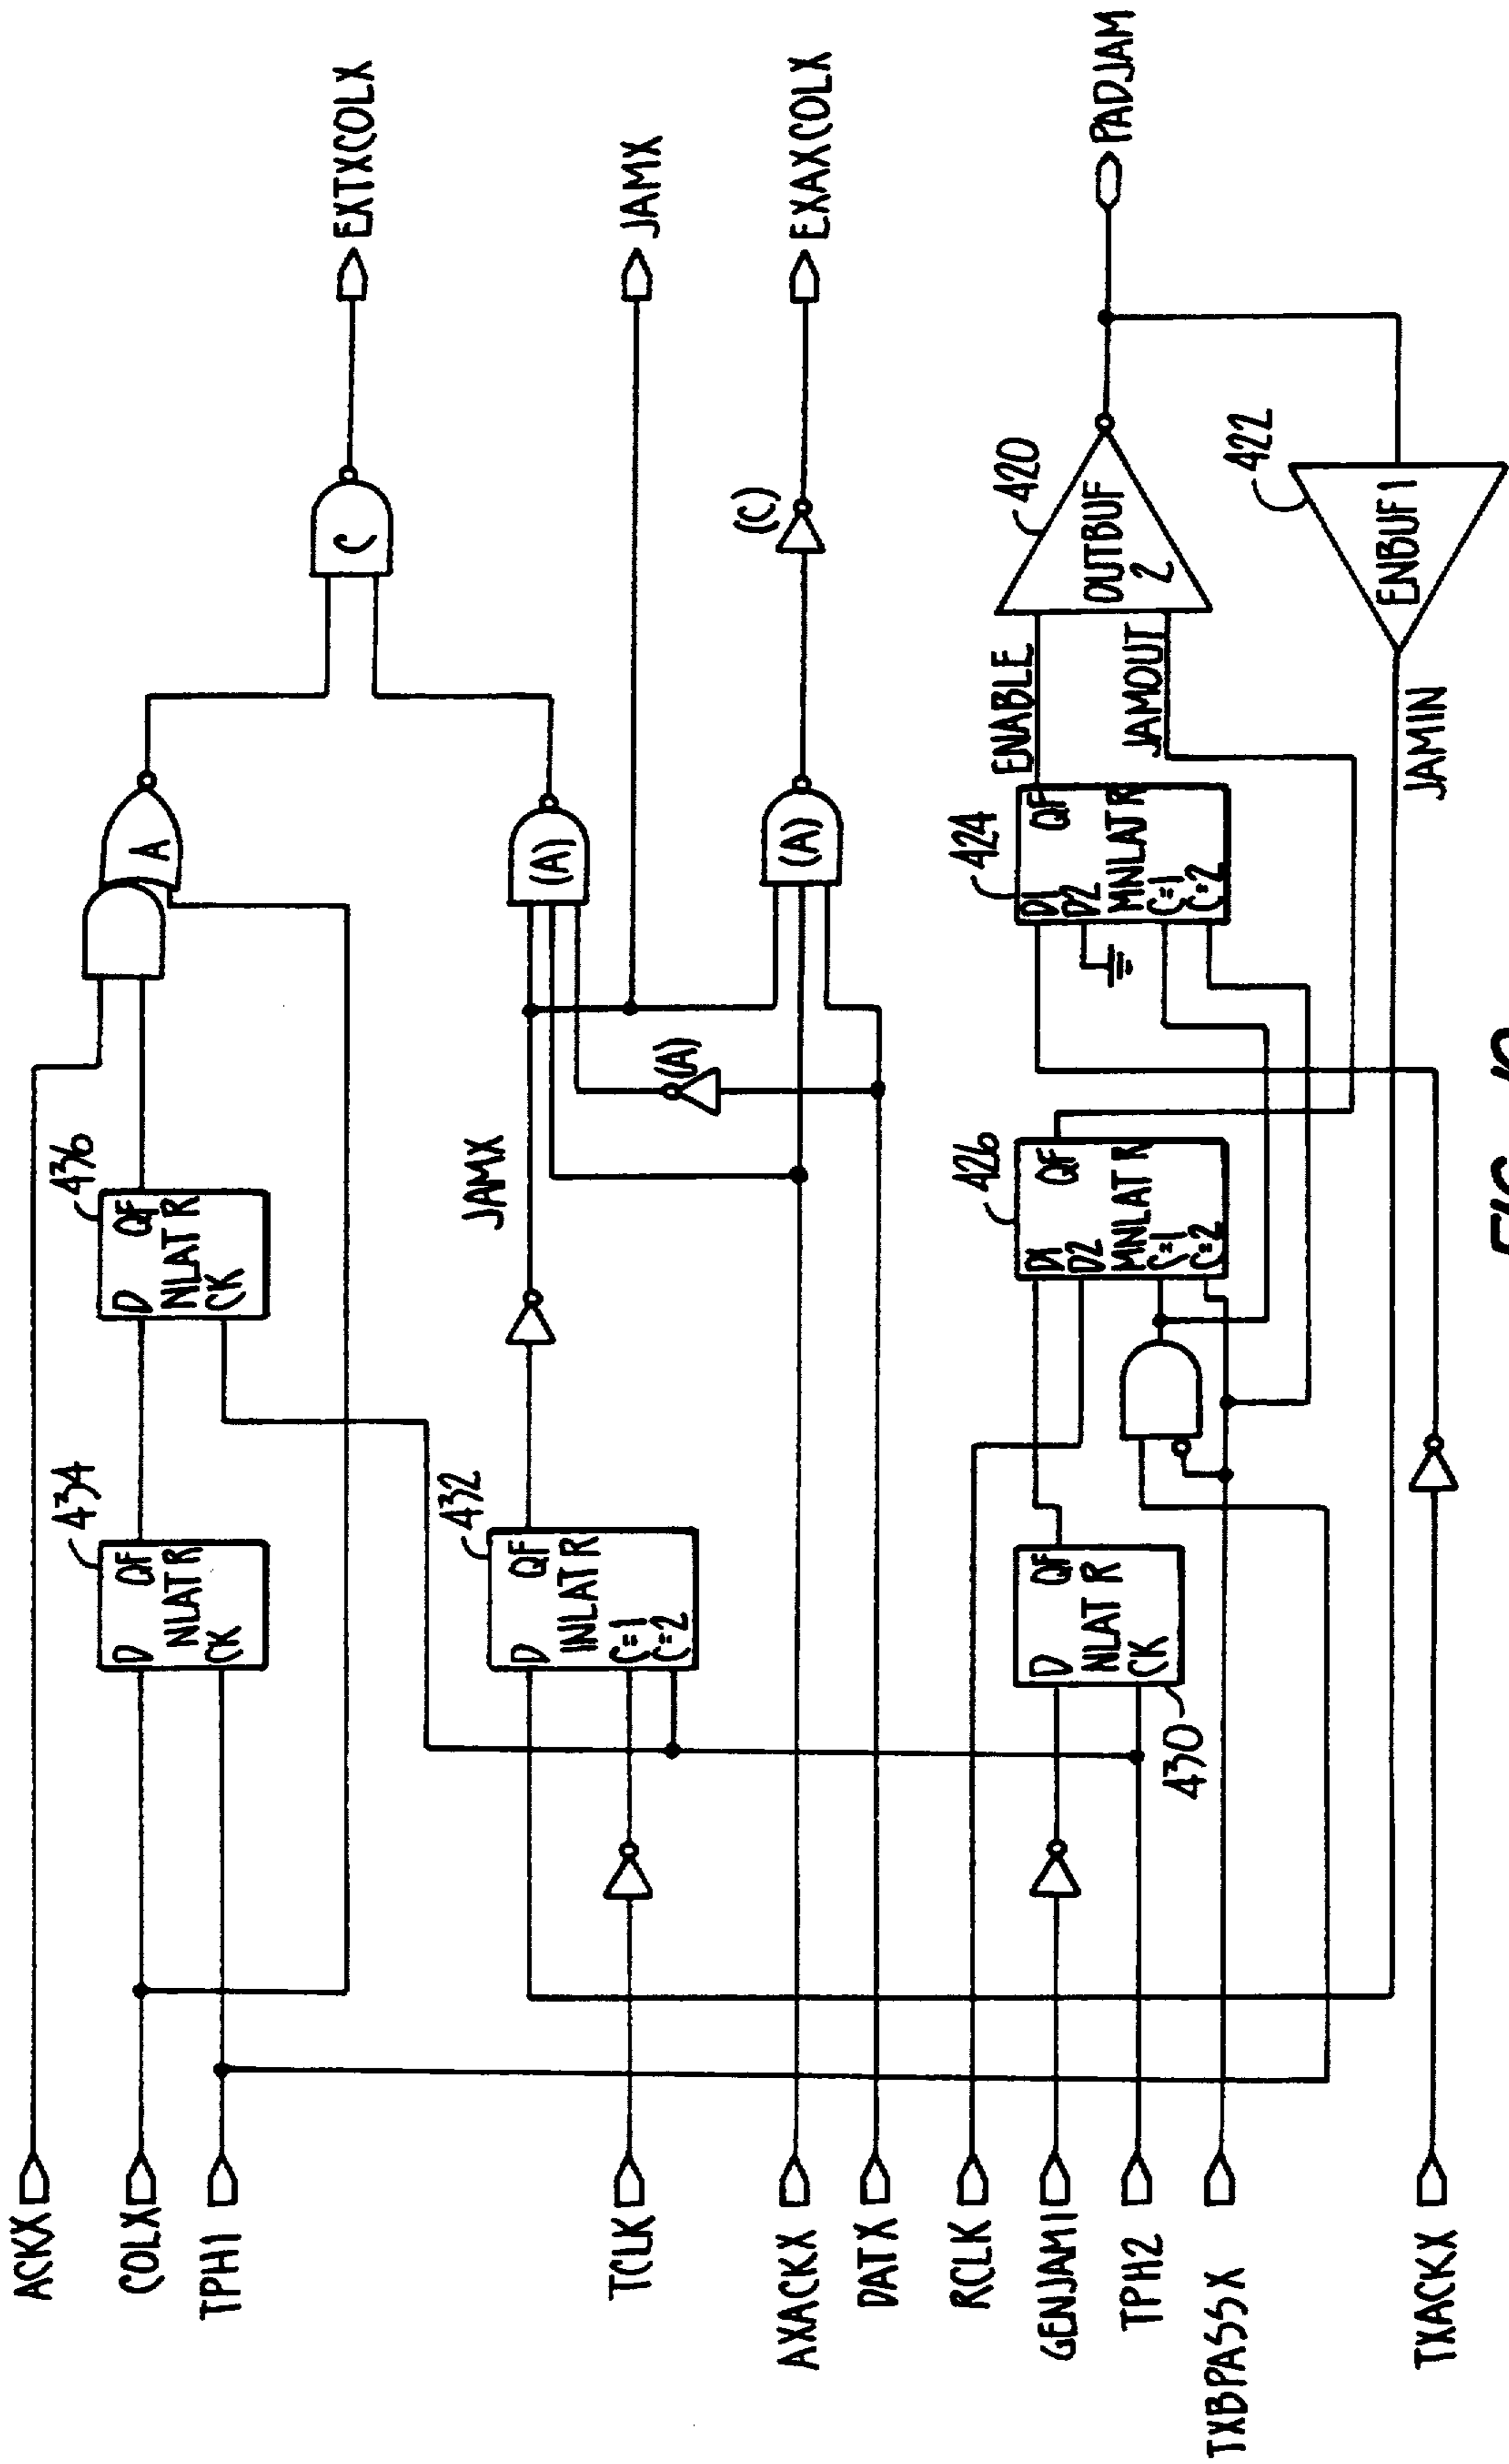 ACKX
COLX
TPH1
TCLK
AXACKX
DATX
RCLK
GENJAM1
TPH2
TXBPASSX
TXACKX
434
D QF
NLATR
CK
436
D QF
NLATR
CK
A
C
EXTXCOLX
432
D QF
INLATR
C=1
C=2
JAMX
(A)
JAMX
(A)
(A)
(C)
EXAXCOLX
430
D QF
NLATR
CK
426
D1 QF
D2
MNLATR
C=1
C=2
424
D1 QF
D2
MNLATR
C=1
C=2
ENABLE
JAMOUT
420
OUTBUF
2
PADJAM
422
ENBUF1
JAMIN